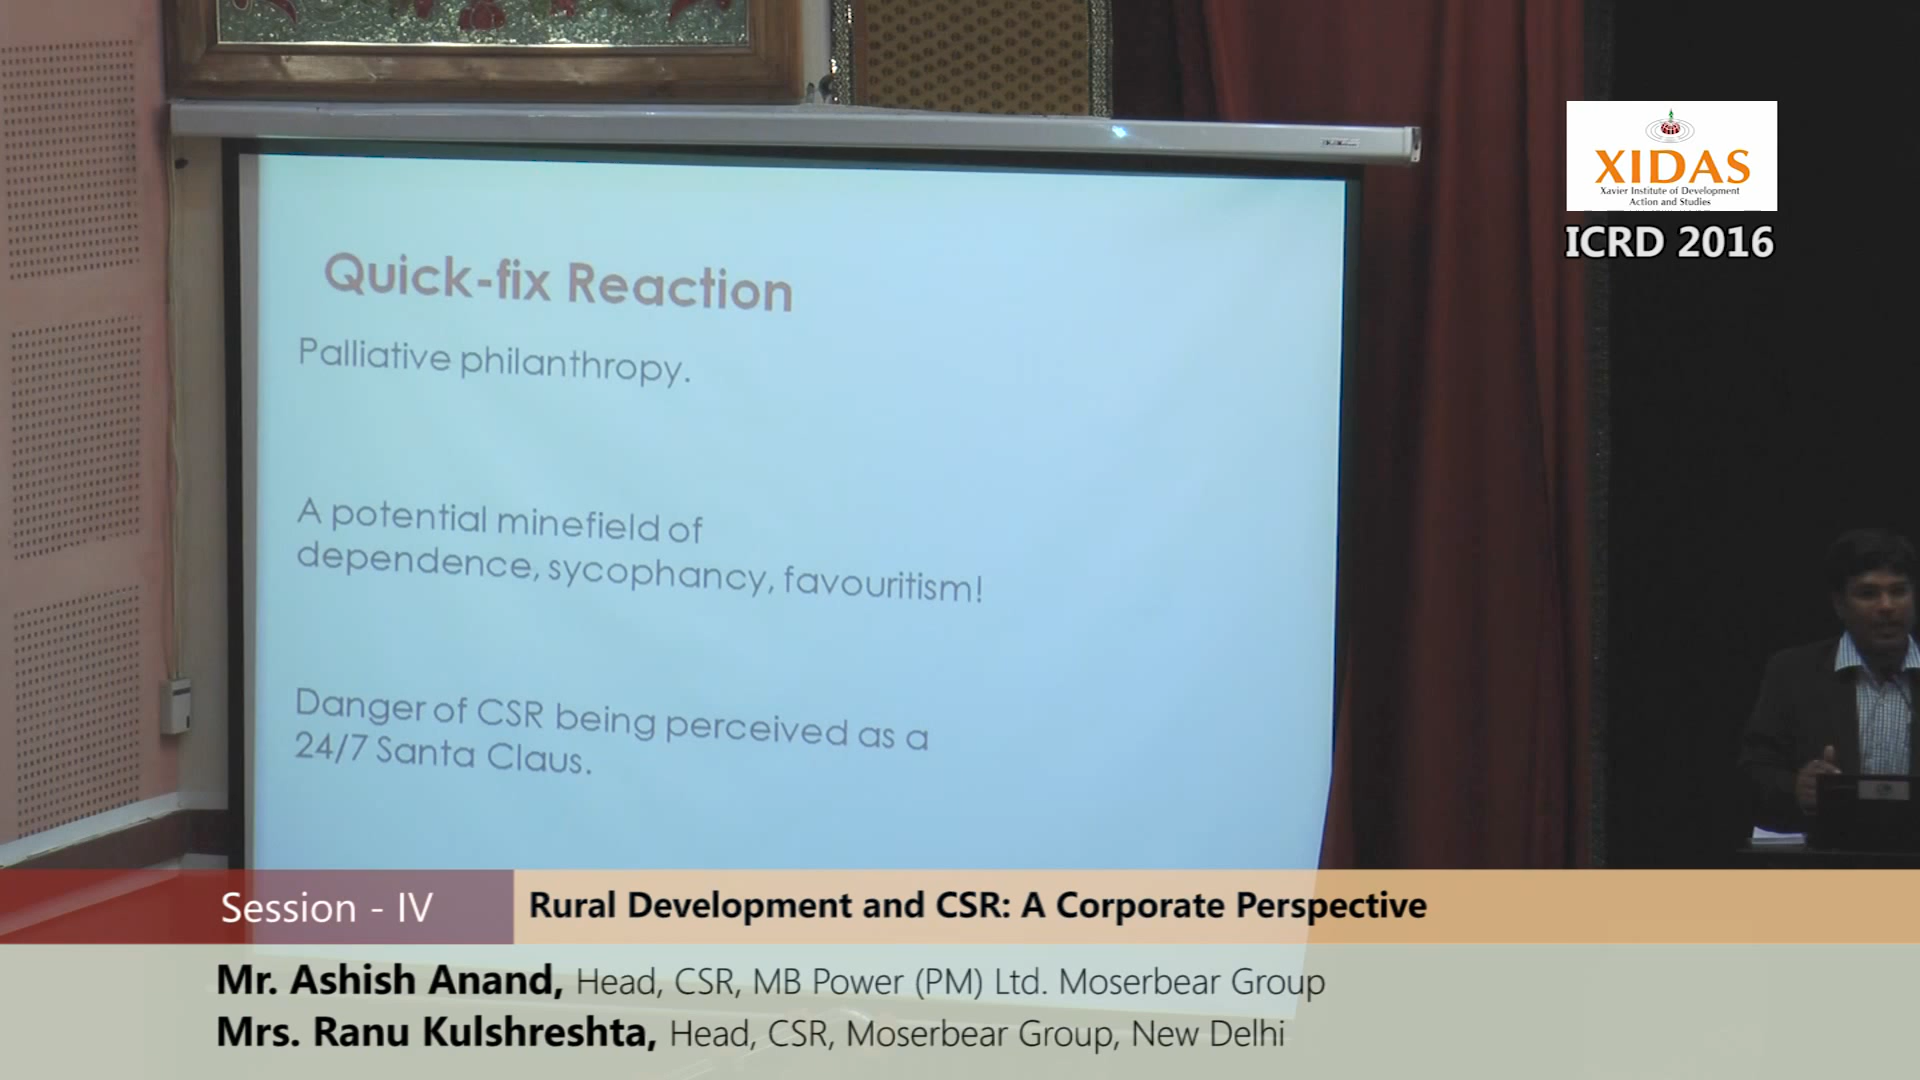 XIDAS
Xavier Institute of Development
Action and Studies
ICRD 2016
Quick-fix Reaction
Palliative philanthropy.
A potential minefield of
dependence, sycophancy, favouritism!
Danger of CSR being perceived as a
24/7 Santa Claus.
Session - IV
Rural Development and CSR: A Corporate Perspective
Mr. Ashish Anand, Head, CSR, MB Power (PM) Ltd. Moserbear Group
Mrs. Ranu Kulshreshta, Head, CSR, Moserbear Group, New Delhi